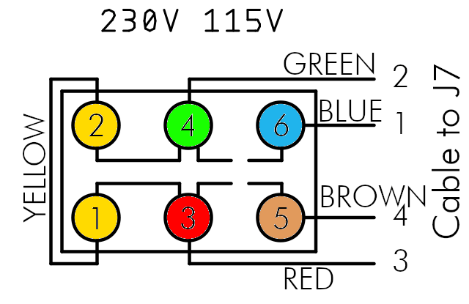 230V 115V
GREEN 2
BLUE 1
2 4 6
YELLOW
1 3 5
BROWN 4
RED 3
Cable to J7